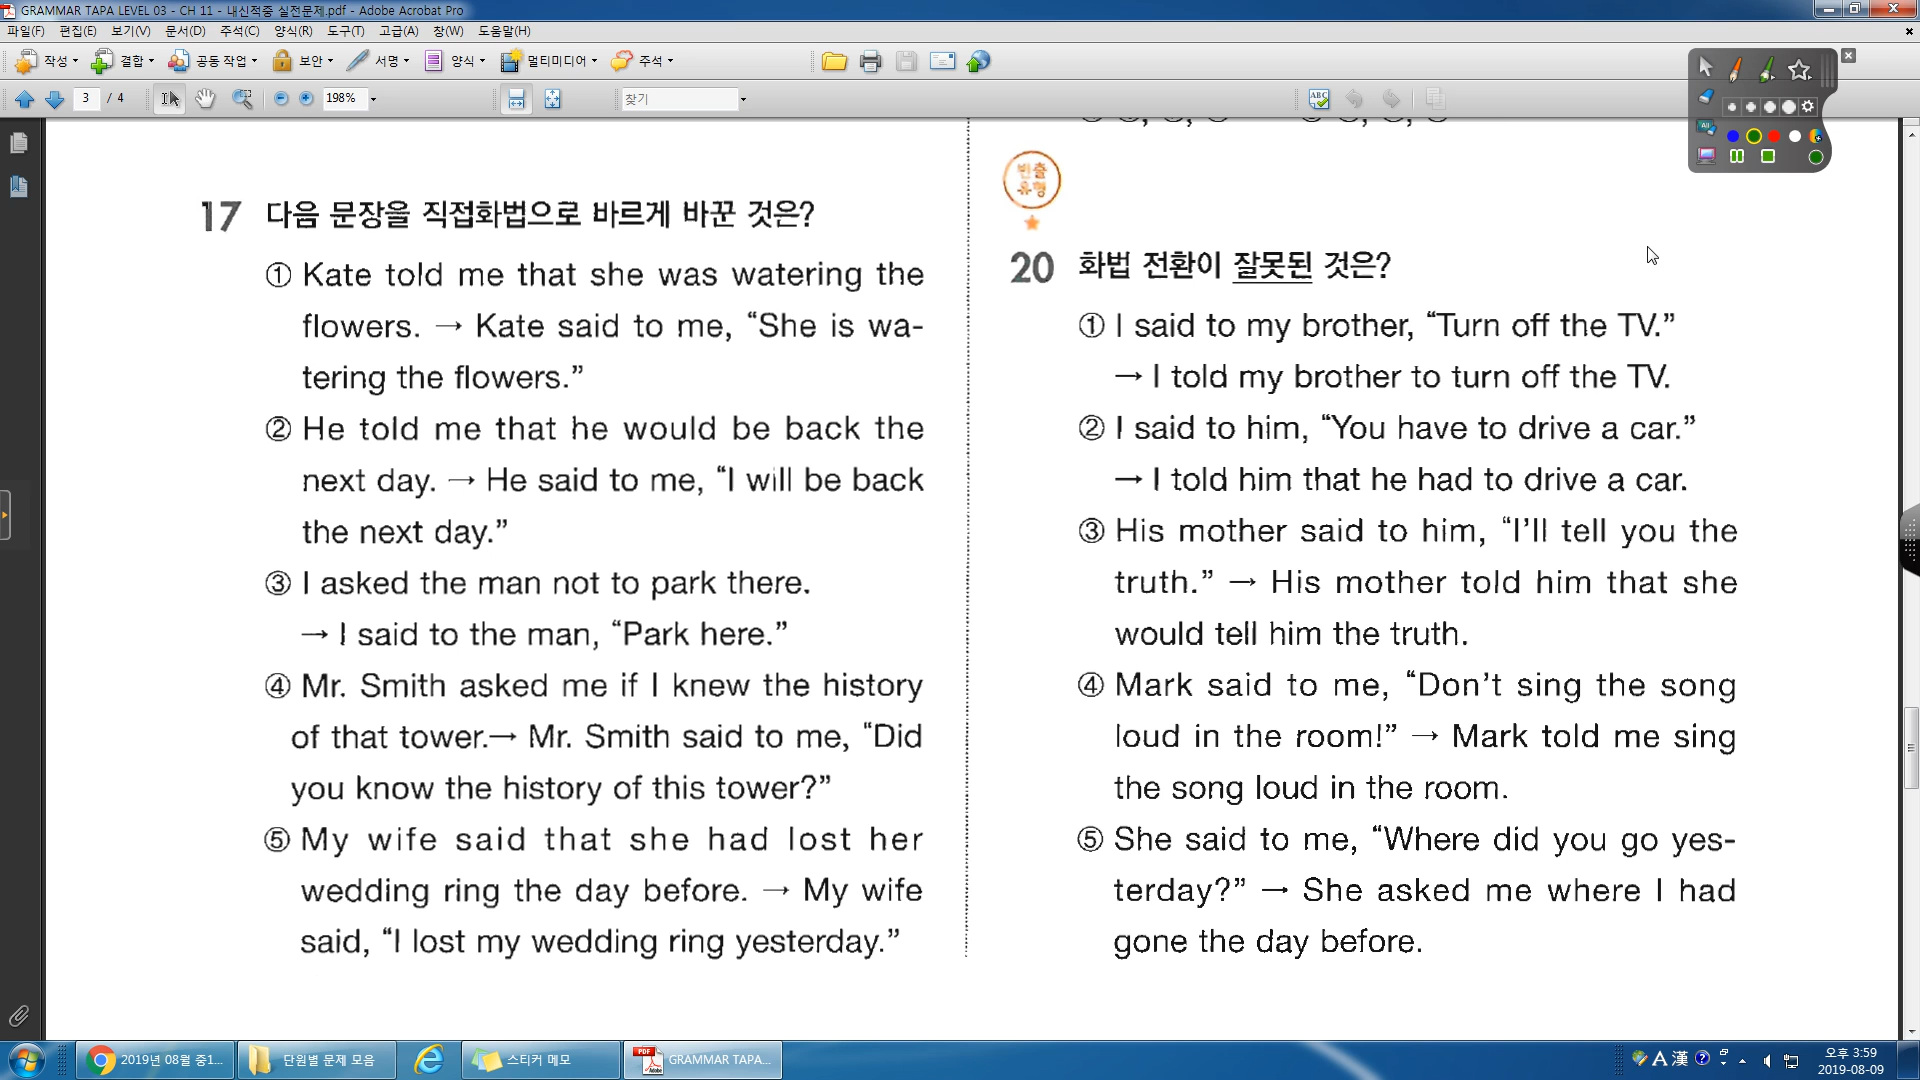 GRAMMAR TAPA LEVEL 03 - CH 11 - 내신적중 실전문제.pdf - Adobe Acrobat Pro
파일(F) 편집(E) 보기(V) 문서(D) 주석(C) 양식(R) 도구(T) 고급(A) 창(W) 도움말(H)
작성 결합 공동 작업 보안 서명 양식 멀티미디어 주석
3 / 4 198% 찾기
17 다음 문장을 직접화법으로 바르게 바꾼 것은?
① Kate told me that she was watering the
flowers. → Kate said to me, “She is wa-
tering the flowers.”
② He told me that he would be back the
next day. → He said to me, “I will be back
the next day.”
③ I asked the man not to park there.
→ I said to the man, “Park here.”
④ Mr. Smith asked me if I knew the history
of that tower.→ Mr. Smith said to me, “Did
you know the history of this tower?”
⑤ My wife said that she had lost her
wedding ring the day before. → My wife
said, “I lost my wedding ring yesterday.”
빈출
유형
20 화법 전환이 잘못된 것은?
① I said to my brother, “Turn off the TV.”
→ I told my brother to turn off the TV.
② I said to him, “You have to drive a car.”
→ I told him that he had to drive a car.
③ His mother said to him, “I’ll tell you the
truth.” → His mother told him that she
would tell him the truth.
④ Mark said to me, “Don’t sing the song
loud in the room!” → Mark told me sing
the song loud in the room.
⑤ She said to me, “Where did you go yes-
terday?” → She asked me where I had
gone the day before.
2019년 08월 중1... 단원별 문제 모음 스티커 메모 GRAMMAR TAPA... A 漢 오후 3:59
2019-08-09